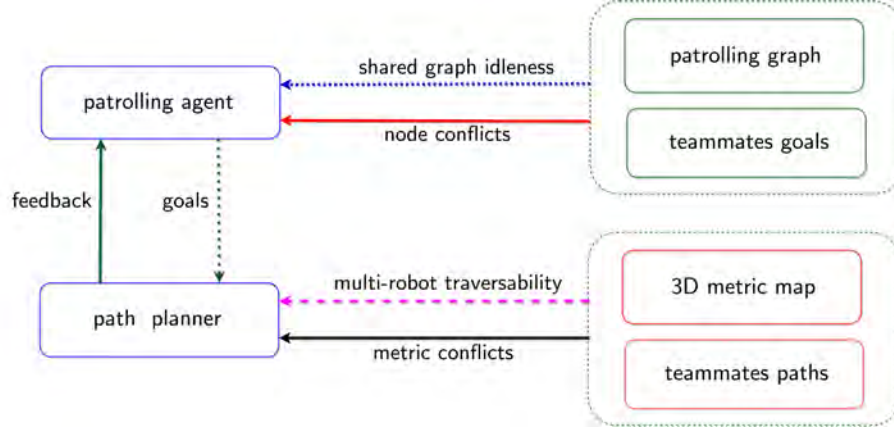 patrolling graph
shared graph idleness
patrolling agent
node conflicts
teammates goals
feedback
goals
multi-robot traversability
3D metric map
path planner
metric conflicts
teammates paths